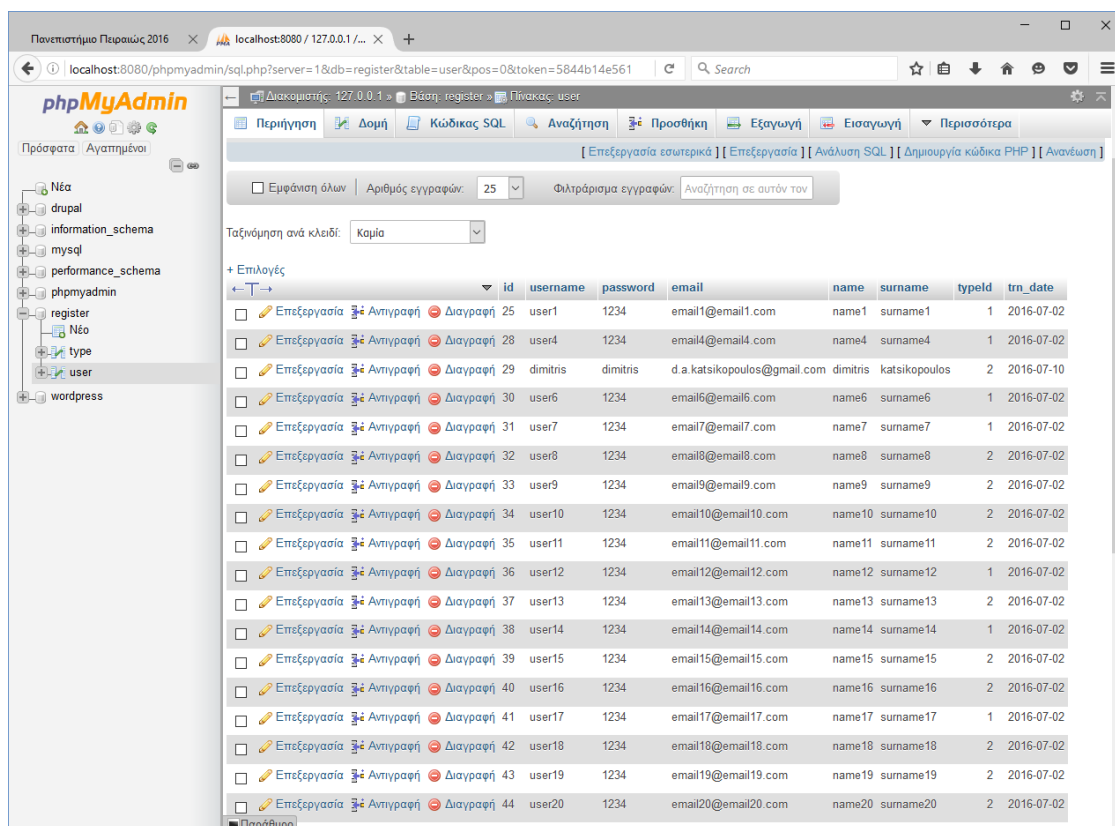 Πανεπιστήμιο Πειραιώς 2016
localhost:8080 / 127.0.0.1 /...
localhost:8080/phpmyadmin/sql.php?server=1&db=register&table=user&pos=0&token=5844b14e561
Search
phpMyAdmin
Πρόσφατα Αγαπημένοι
Νέα
drupal
information_schema
mysql
performance_schema
phpmyadmin
register
Νέο
type
user
wordpress
Διακομιστής: 127.0.0.1 » Βάση: register » Πίνακας: user
Περιήγηση Δομή Κώδικας SQL Αναζήτηση Προσθήκη Εξαγωγή Εισαγωγή Περισσότερα
[ Επεξεργασία εσωτερικά ] [ Επεξεργασία ] [ Ανάλυση SQL ] [ Δημιουργία κώδικα PHP ] [ Ανανέωση ]
Εμφάνιση όλων Αριθμός εγγραφών: 25 Φιλτράρισμα εγγραφών: Αναζήτηση σε αυτόν τον
Ταξινόμηση ανά κλειδί: Καμία
+ Επιλογές
←T→ id username password email name surname typeId trn_date
Επεξεργασία Αντιγραφή Διαγραφή 25 user1 1234 email1@email1.com name1 surname1 1 2016-07-02
Επεξεργασία Αντιγραφή Διαγραφή 28 user4 1234 email4@email4.com name4 surname4 1 2016-07-02
Επεξεργασία Αντιγραφή Διαγραφή 29 dimitris dimitris d.a.katsikopoulos@gmail.com dimitris katsikopoulos 2 2016-07-10
Επεξεργασία Αντιγραφή Διαγραφή 30 user6 1234 email6@email6.com name6 surname6 1 2016-07-02
Επεξεργασία Αντιγραφή Διαγραφή 31 user7 1234 email7@email7.com name7 surname7 1 2016-07-02
Επεξεργασία Αντιγραφή Διαγραφή 32 user8 1234 email8@email8.com name8 surname8 2 2016-07-02
Επεξεργασία Αντιγραφή Διαγραφή 33 user9 1234 email9@email9.com name9 surname9 2 2016-07-02
Επεξεργασία Αντιγραφή Διαγραφή 34 user10 1234 email10@email10.com name10 surname10 2 2016-07-02
Επεξεργασία Αντιγραφή Διαγραφή 35 user11 1234 email11@email11.com name11 surname11 2 2016-07-02
Επεξεργασία Αντιγραφή Διαγραφή 36 user12 1234 email12@email12.com name12 surname12 1 2016-07-02
Επεξεργασία Αντιγραφή Διαγραφή 37 user13 1234 email13@email13.com name13 surname13 2 2016-07-02
Επεξεργασία Αντιγραφή Διαγραφή 38 user14 1234 email14@email14.com name14 surname14 1 2016-07-02
Επεξεργασία Αντιγραφή Διαγραφή 39 user15 1234 email15@email15.com name15 surname15 2 2016-07-02
Επεξεργασία Αντιγραφή Διαγραφή 40 user16 1234 email16@email16.com name16 surname16 2 2016-07-02
Επεξεργασία Αντιγραφή Διαγραφή 41 user17 1234 email17@email17.com name17 surname17 1 2016-07-02
Επεξεργασία Αντιγραφή Διαγραφή 42 user18 1234 email18@email18.com name18 surname18 2 2016-07-02
Επεξεργασία Αντιγραφή Διαγραφή 43 user19 1234 email19@email19.com name19 surname19 2 2016-07-02
Επεξεργασία Αντιγραφή Διαγραφή 44 user20 1234 email20@email20.com name20 surname20 2 2016-07-02
Παράθυρο